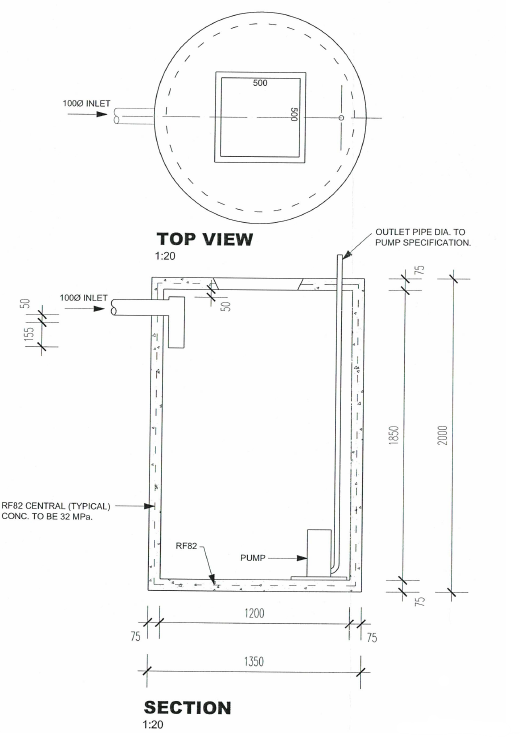 500
100Ø INLET
500
TOP VIEW
1:20
OUTLET PIPE DIA. TO
PUMP SPECIFICATION.
75
100Ø INLET
50
50
155
1850
2000
RF82 CENTRAL (TYPICAL)
CONC. TO BE 32 MPa.
RF82
PUMP
75
1200
75
75
1350
SECTION
1:20